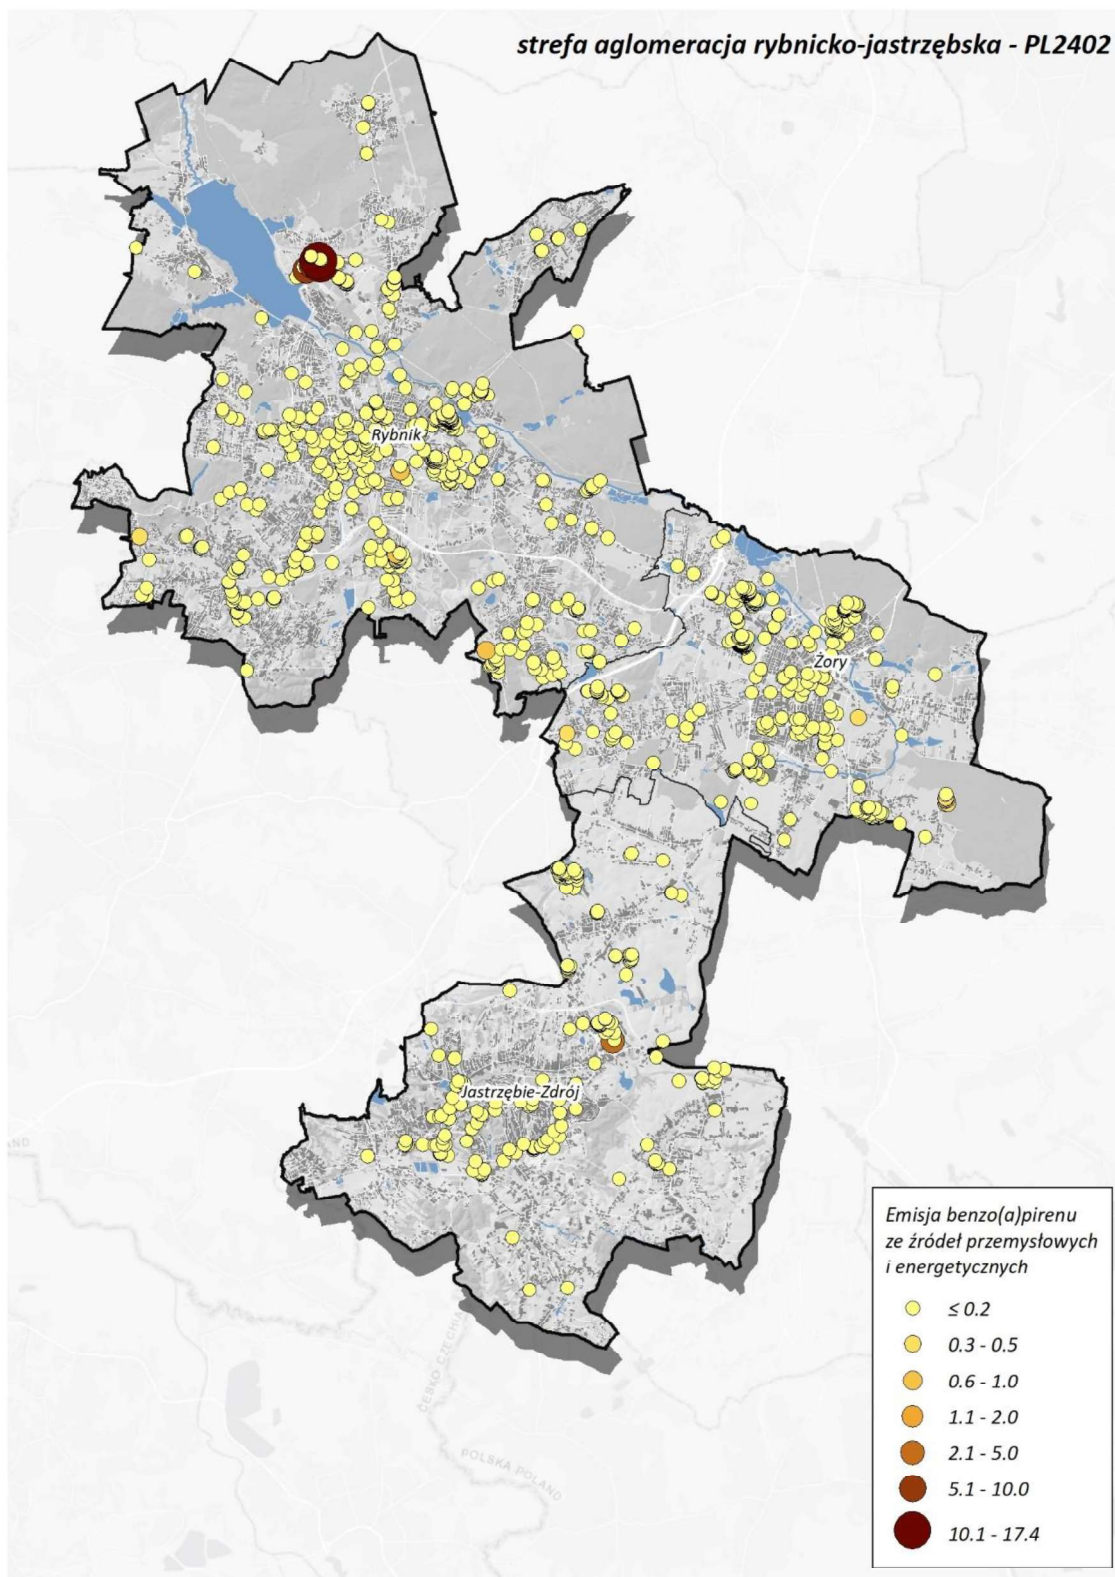 strefa aglomeracja rybnicko-jastrzębska - PL2402
Rybnik
Żory
Jastrzębie-Zdrój
ČESKO CZECHIA
POLSKA POLAND
Emisja benzo(a)pirenu
ze źródeł przemysłowych
i energetycznych
≤ 0.2
0.3 - 0.5
0.6 - 1.0
1.1 - 2.0
2.1 - 5.0
5.1 - 10.0
10.1 - 17.4